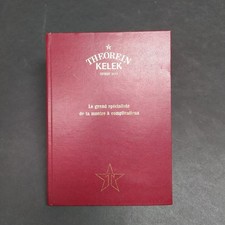 THEOREIN
KELEK
Le grand spécialiste
de la montre à complications